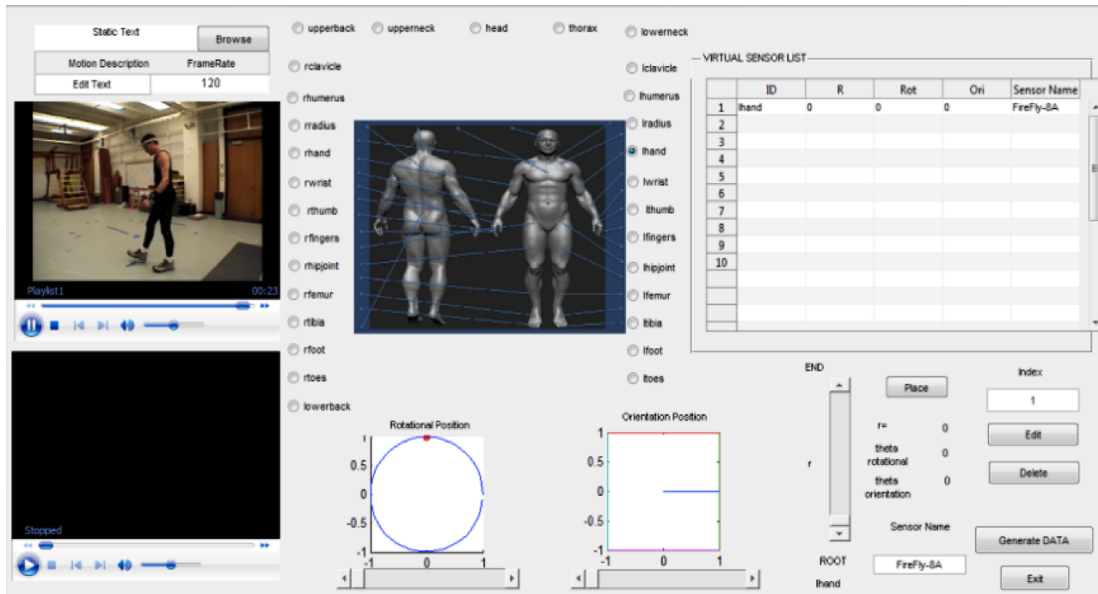 Static Text
Browse
Motion Description FrameRate
Edit Text 120
Playlist1 00:23
Stopped
upperback upperneck head thorax lowerneck
rclavicle
rhumerus
rradius
rhand
rwrist
rthumb
rfingers
rhipjoint
rfemur
rtibia
rfoot
rtoes
lowerback
lclavicle
lhumerus
lradius
lhand
lwrist
lthumb
lfingers
lhipjoint
lfemur
ltibia
lfoot
ltoes
VIRTUAL SENSOR LIST
ID R Rot Ori Sensor Name
1 lhand 0 0 0 FireFly-8A
2
3
4
5
6
7
8
9
10
Rotational Position
1
0.5
0
-0.5
-1
-1 0 1
Orientation Position
1
0.5
0
-0.5
-1
-1 0 1
END
r
ROOT
lhand
Place
r= 0
theta
rotational 0
theta
orientation 0
Sensor Name
FireFly-8A
Index
1
Edit
Delete
Generate DATA
Exit